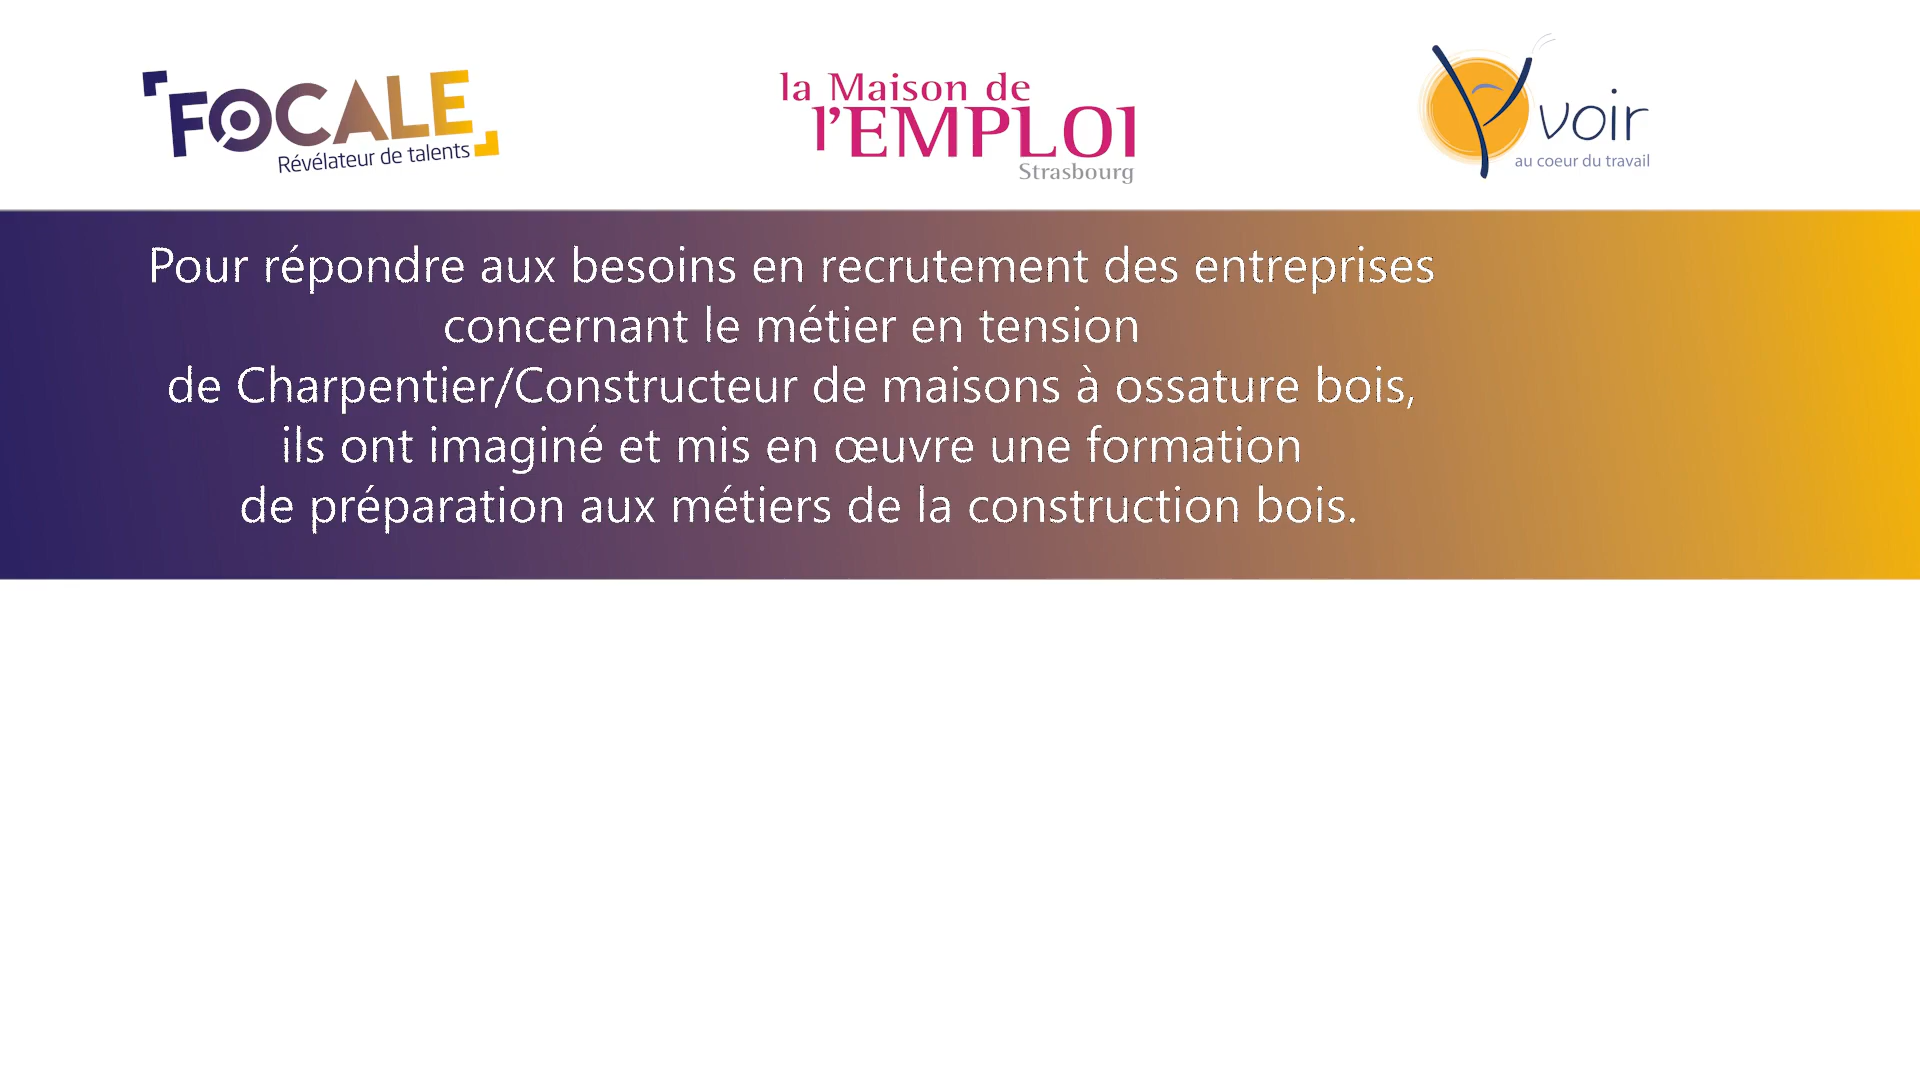 FOCALE
Révélateur de talents
la Maison de
l'EMPLOI
Strasbourg
Y voir
au coeur du travail
Pour répondre aux besoins en recrutement des entreprises
concernant le métier en tension
de Charpentier/Constructeur de maisons à ossature bois,
ils ont imaginé et mis en œuvre une formation
de préparation aux métiers de la construction bois.